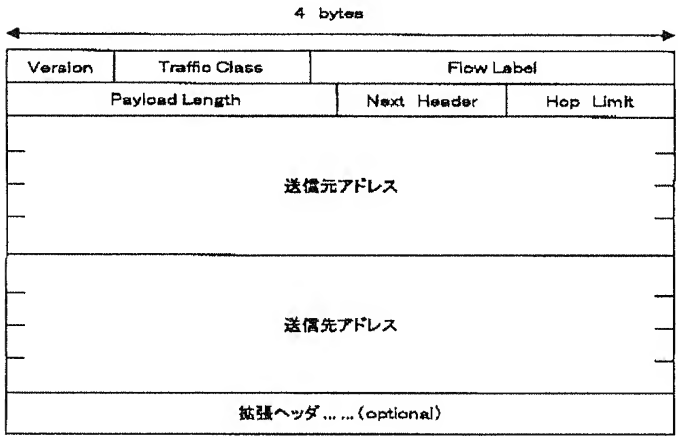 4 bytes
Version Traffic Class Flow Label
Payload Length Next Header Hop Limit
送信元アドレス
送信先アドレス
拡張ヘッダ……(optional)